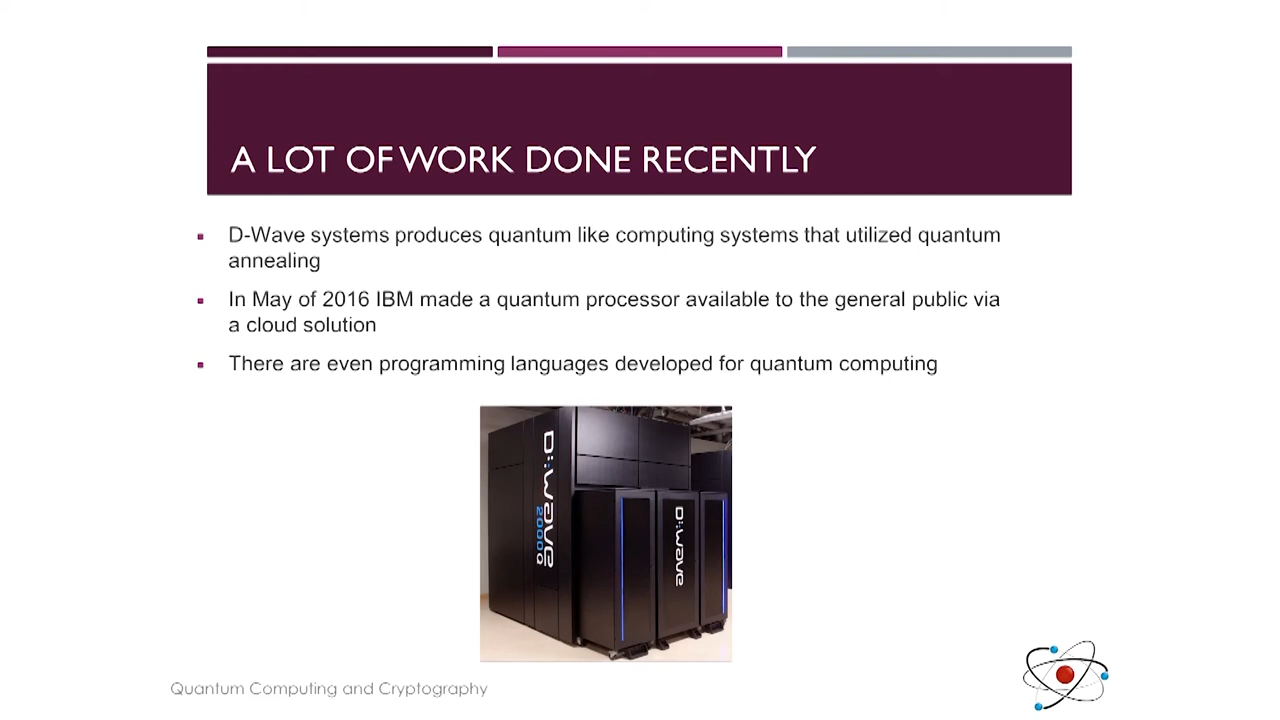 A LOT OF WORK DONE RECENTLY
D-Wave systems produces quantum like computing systems that utilized quantum
annealing
In May of 2016 IBM made a quantum processor available to the general public via
a cloud solution
There are even programming languages developed for quantum computing
D:wave
2000Q
D:wave
Quantum Computing and Cryptography